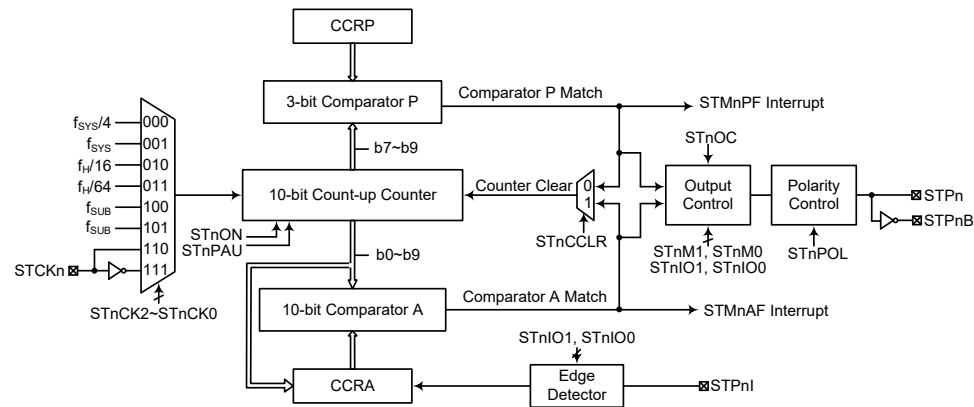 CCRP
3-bit Comparator P
Comparator P Match
STMnPF Interrupt
b7~b9
fSYS/4
000
fSYS
001
fH/16
010
fH/64
011
fSUB
100
fSUB
101
110
111
STCKn
STnCK2~STnCK0
10-bit Count-up Counter
Counter Clear
0
1
STnCCLR
STnON
STnPAU
b0~b9
STnOC
Output
Control
STnM1, STnM0
STnIO1, STnIO0
Polarity
Control
STnPOL
STPn
STPnB
10-bit Comparator A
Comparator A Match
STMnAF Interrupt
CCRA
STnIO1, STnIO0
Edge
Detector
STPnI